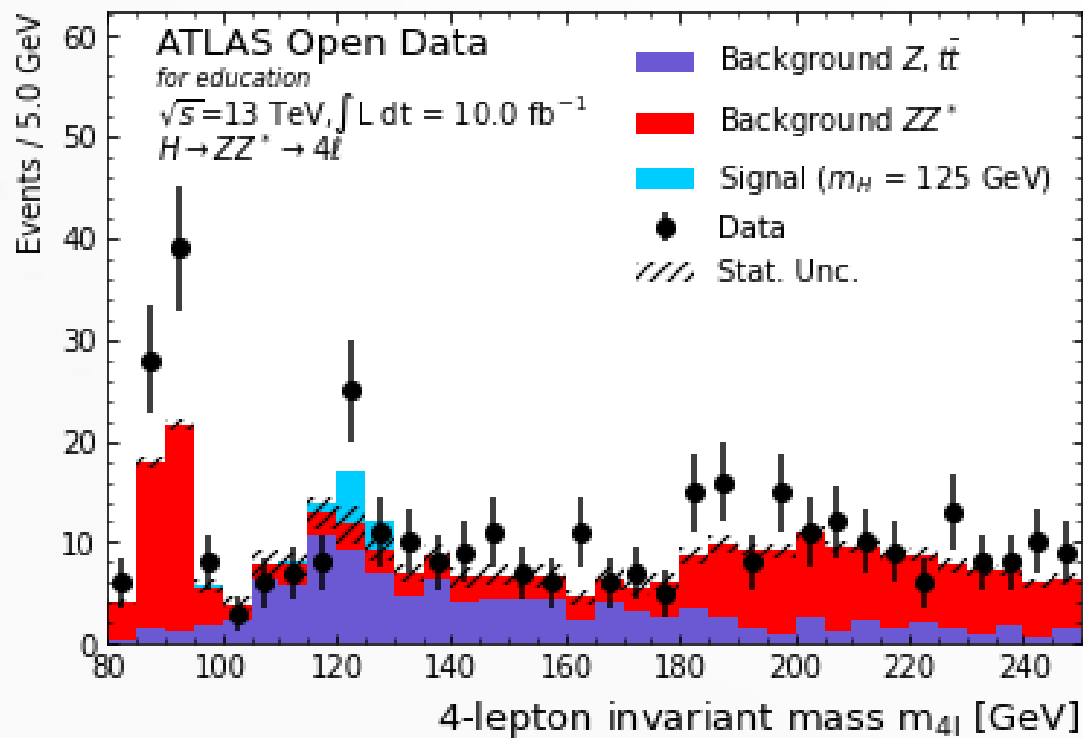 Events / 5.0 GeV
60
50
40
30
20
10
0
ATLAS Open Data
for education
√s=13 TeV,∫L dt = 10.0 fb⁻¹
H→ZZ*→4ℓ
Background Z, tt̄
Background ZZ*
Signal (m_H = 125 GeV)
Data
Stat. Unc.
80 100 120 140 160 180 200 220 240
4-lepton invariant mass m_4l [GeV]